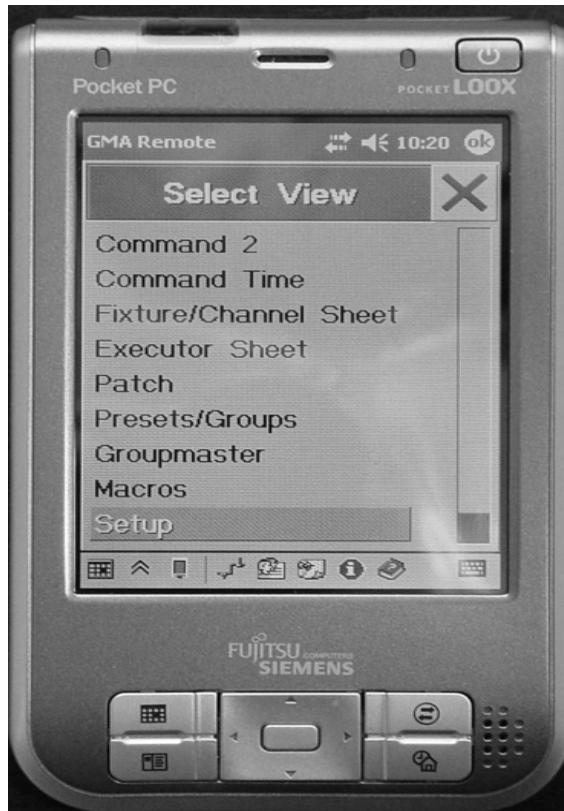 Pocket PC
POCKET LOOX
GMA Remote 10:20 ok
Select View
Command 2
Command Time
Fixture/Channel Sheet
Executor Sheet
Patch
Presets/Groups
Groupmaster
Macros
Setup
FUJITSU COMPUTERS
SIEMENS